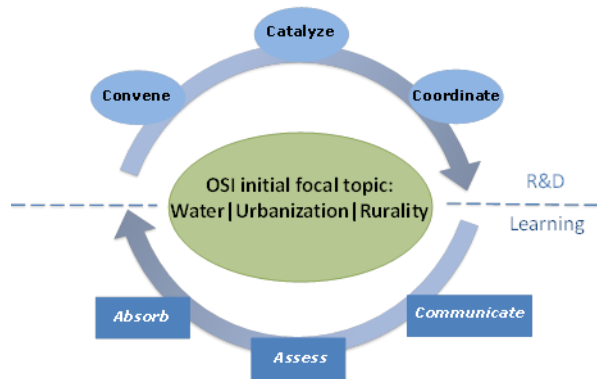 Catalyze
Convene
Coordinate
OSI initial focal topic:
Water|Urbanization|Rurality
R&D
Learning
Absorb
Communicate
Assess